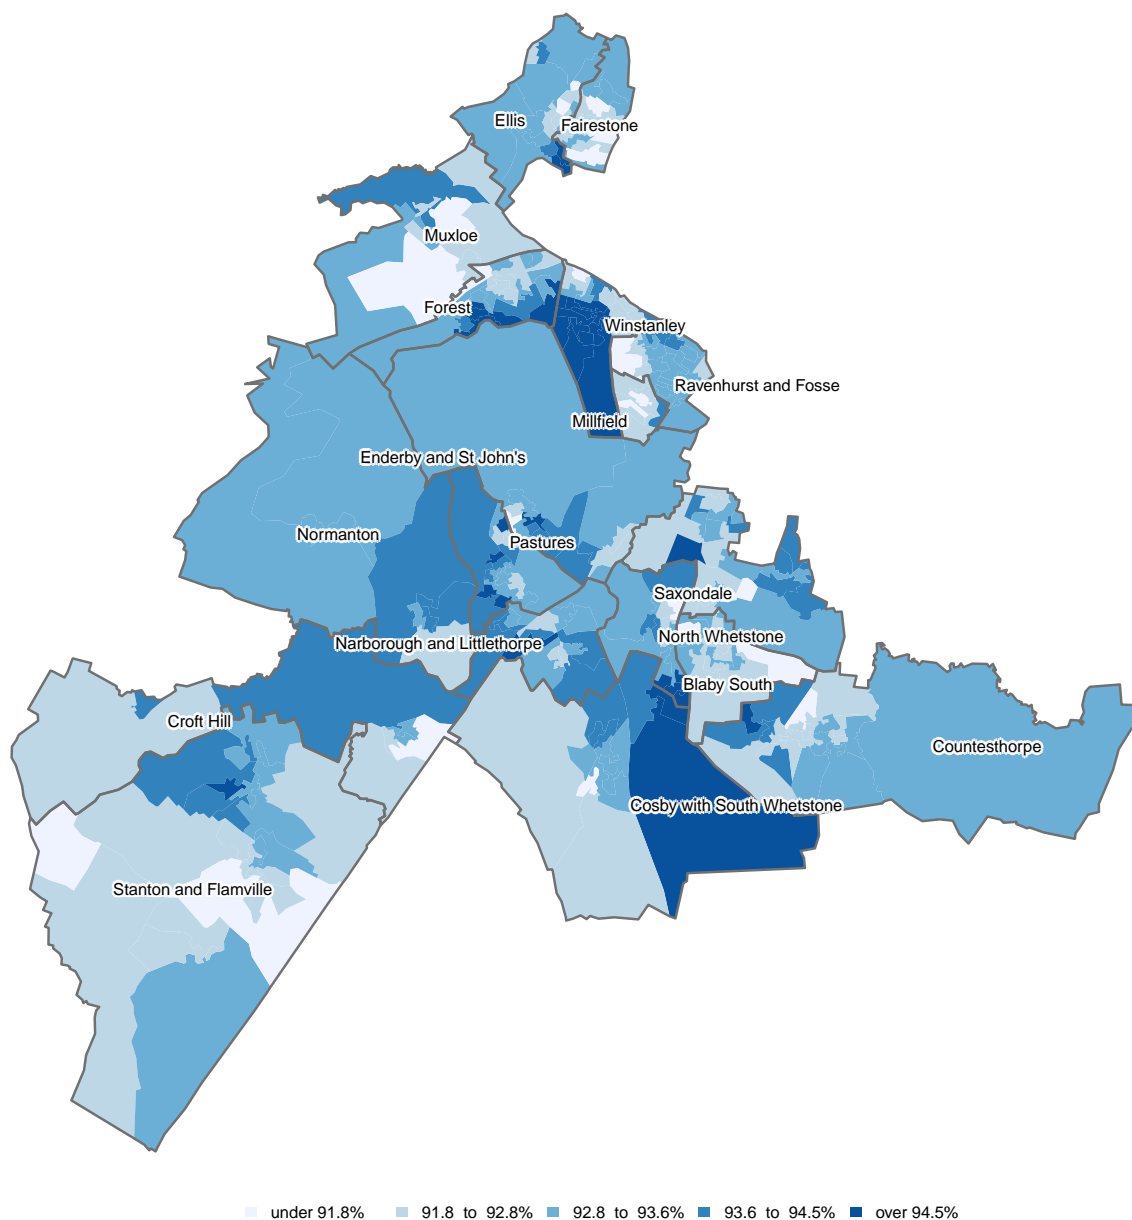 Ellis
Fairestone
Muxloe
Forest
Winstanley
Ravenhurst and Fosse
Millfield
Enderby and St John's
Normanton
Pastures
Saxondale
North Whetstone
Narborough and Littlethorpe
Blaby South
Croft Hill
Countesthorpe
Cosby with South Whetstone
Stanton and Flamville
under 91.8% 91.8 to 92.8% 92.8 to 93.6% 93.6 to 94.5% over 94.5%